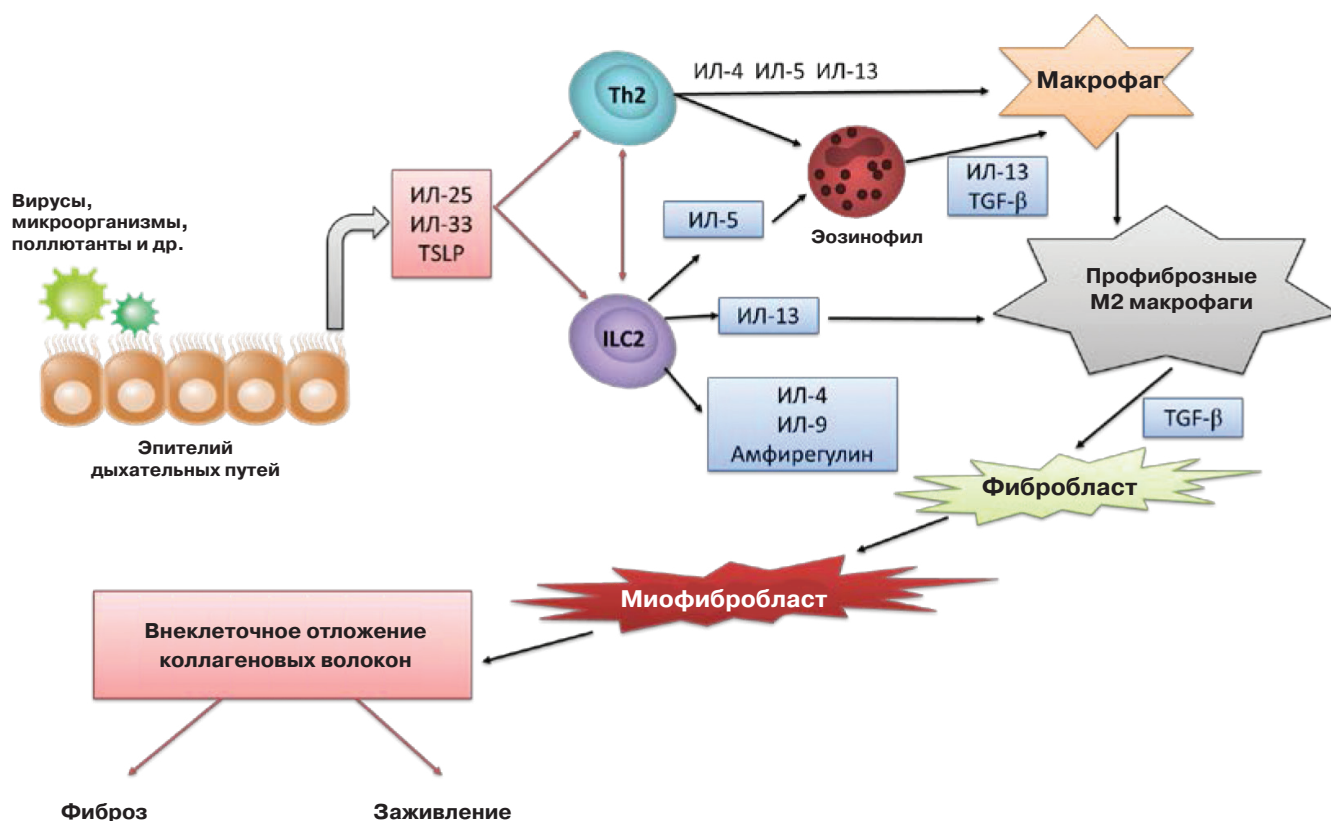 Вирусы,
микроорганизмы,
поллютанты и др.
Эпителий
дыхательных путей
ИЛ-25
ИЛ-33
TSLP
Th2
ИЛ-4 ИЛ-5 ИЛ-13
Макрофаг
Эозинофил
ИЛ-13
TGF-β
ИЛ-5
ILC2
ИЛ-13
ИЛ-4
ИЛ-9
Амфирегулин
Профиброзные
М2 макрофаги
TGF-β
Фибробласт
Миофибробласт
Внеклеточное отложение
коллагеновых волокон
Фиброз
Заживление